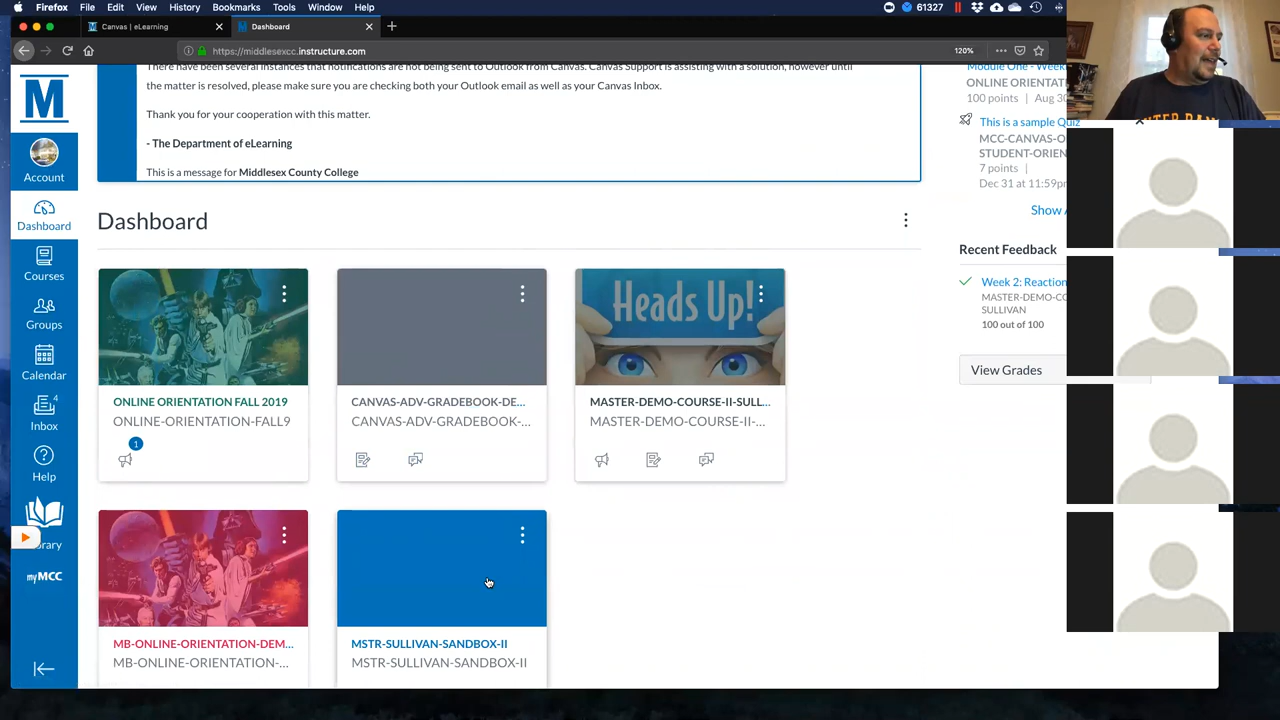 Firefox File Edit View History Bookmarks Tools Window Help 61327
Canvas | eLearning
Dashboard
https://middlesexcc.instructure.com 120%
There have been several instances that notifications are not being sent to Outlook from Canvas. Canvas Support is assisting with a solution, however until
the matter is resolved, please make sure you are checking both your Outlook email as well as your Canvas Inbox.
Thank you for your cooperation with this matter.
- The Department of eLearning
This is a message for Middlesex County College
M
Account
Dashboard
Courses
Groups
Calendar
4
Inbox
Help
brary
myMCC
Dashboard
ONLINE ORIENTATION FALL 2019
ONLINE-ORIENTATION-FALL9
1
CANVAS-ADV-GRADEBOOK-DE...
CANVAS-ADV-GRADEBOOK-...
Heads Up!
MASTER-DEMO-COURSE-II-SULL...
MASTER-DEMO-COURSE-II-...
MB-ONLINE-ORIENTATION-DEM...
MB-ONLINE-ORIENTATION-...
MSTR-SULLIVAN-SANDBOX-II
MSTR-SULLIVAN-SANDBOX-II
Module One - Week
ONLINE ORIENTATI
100 points | Aug 30
This is a sample Quiz
MCC-CANVAS-O
STUDENT-ORIEN
7 points |
Dec 31 at 11:59pm
Show
Recent Feedback
Week 2: Reaction
MASTER-DEMO-CO
SULLIVAN
100 out of 100
View Grades